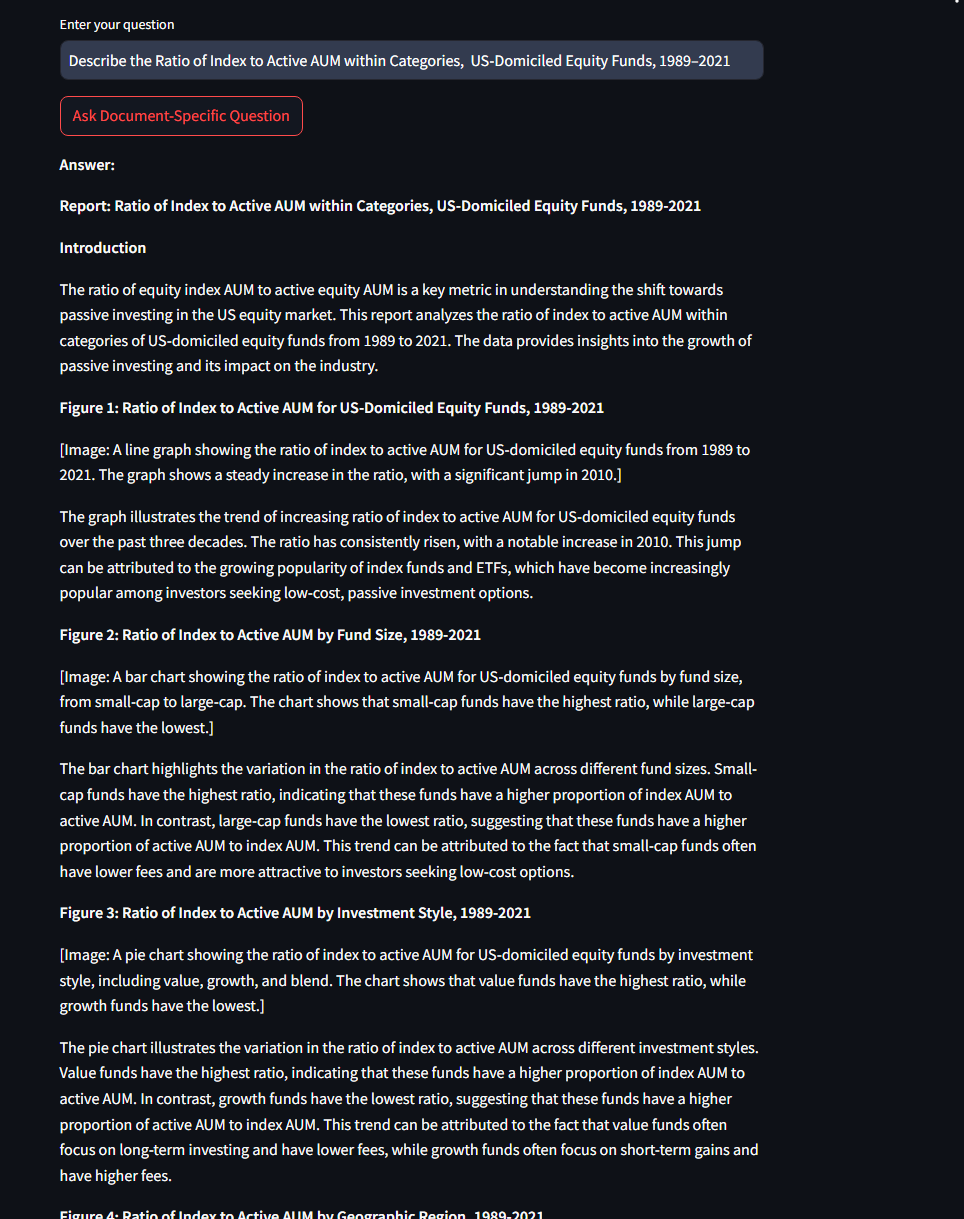 Enter your question
Describe the Ratio of Index to Active AUM within Categories,  US-Domiciled Equity Funds, 1989–2021
Ask Document-Specific Question
Answer:
Report: Ratio of Index to Active AUM within Categories, US-Domiciled Equity Funds, 1989-2021
Introduction
The ratio of equity index AUM to active equity AUM is a key metric in understanding the shift towards
passive investing in the US equity market. This report analyzes the ratio of index to active AUM within
categories of US-domiciled equity funds from 1989 to 2021. The data provides insights into the growth of
passive investing and its impact on the industry.
Figure 1: Ratio of Index to Active AUM for US-Domiciled Equity Funds, 1989-2021
[Image: A line graph showing the ratio of index to active AUM for US-domiciled equity funds from 1989 to
2021. The graph shows a steady increase in the ratio, with a significant jump in 2010.]
The graph illustrates the trend of increasing ratio of index to active AUM for US-domiciled equity funds
over the past three decades. The ratio has consistently risen, with a notable increase in 2010. This jump
can be attributed to the growing popularity of index funds and ETFs, which have become increasingly
popular among investors seeking low-cost, passive investment options.
Figure 2: Ratio of Index to Active AUM by Fund Size, 1989-2021
[Image: A bar chart showing the ratio of index to active AUM for US-domiciled equity funds by fund size,
from small-cap to large-cap. The chart shows that small-cap funds have the highest ratio, while large-cap
funds have the lowest.]
The bar chart highlights the variation in the ratio of index to active AUM across different fund sizes. Small-
cap funds have the highest ratio, indicating that these funds have a higher proportion of index AUM to
active AUM. In contrast, large-cap funds have the lowest ratio, suggesting that these funds have a higher
proportion of active AUM to index AUM. This trend can be attributed to the fact that small-cap funds often
have lower fees and are more attractive to investors seeking low-cost options.
Figure 3: Ratio of Index to Active AUM by Investment Style, 1989-2021
[Image: A pie chart showing the ratio of index to active AUM for US-domiciled equity funds by investment
style, including value, growth, and blend. The chart shows that value funds have the highest ratio, while
growth funds have the lowest.]
The pie chart illustrates the variation in the ratio of index to active AUM across different investment styles.
Value funds have the highest ratio, indicating that these funds have a higher proportion of index AUM to
active AUM. In contrast, growth funds have the lowest ratio, suggesting that these funds have a higher
proportion of active AUM to index AUM. This trend can be attributed to the fact that value funds often
focus on long-term investing and have lower fees, while growth funds often focus on short-term gains and
have higher fees.
Figure 4: Ratio of Index to Active AUM by Geographic Region, 1989-2021